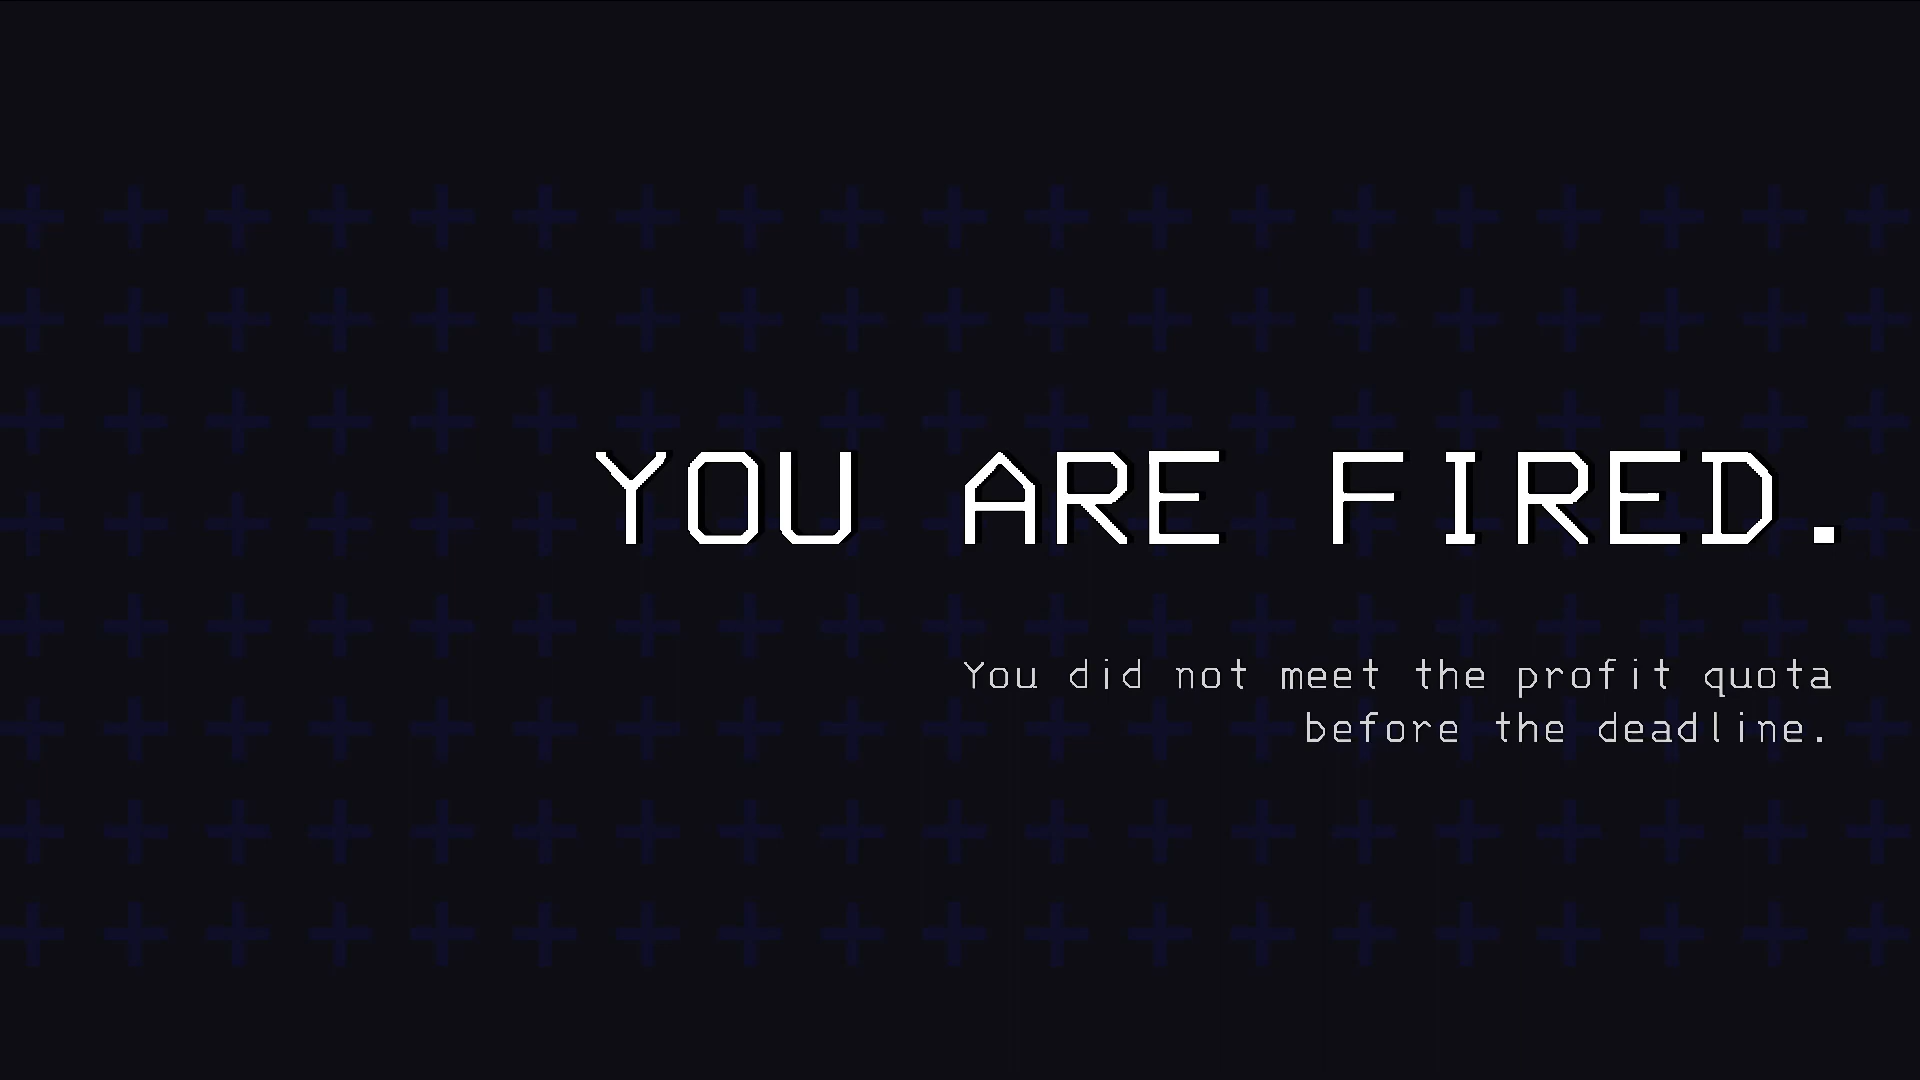 YOU ARE FIRED.
You did not meet the profit quota
before the deadline.